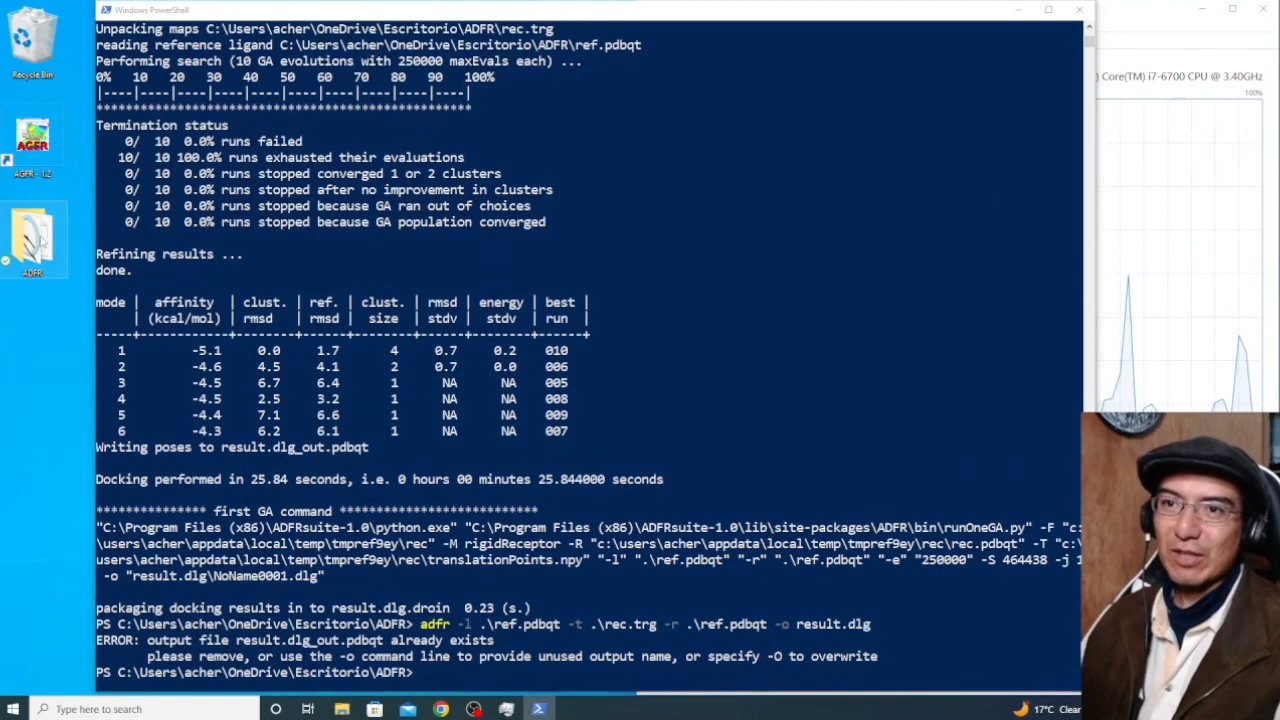 Windows PowerShell
Unpacking maps C:\Users\acher\OneDrive\Escritorio\ADFR\rec.trg
reading reference ligand C:\Users\acher\OneDrive\Escritorio\ADFR\ref.pdbqt
Performing search (10 GA evolutions with 250000 maxEvals each) ...
0%   10   20   30   40   50   60   70   80   90   100%
|----|----|----|----|----|----|----|----|----|----|
***************************************************
Termination status
    0/  10   0.0% runs failed
   10/  10 100.0% runs exhausted their evaluations
    0/  10   0.0% runs stopped converged 1 or 2 clusters
    0/  10   0.0% runs stopped after no improvement in clusters
    0/  10   0.0% runs stopped because GA ran out of choices
    0/  10   0.0% runs stopped because GA population converged
Refining results ...
done.
mode |  affinity  | clust. | ref. | clust. | rmsd | energy | best |
     | (kcal/mol) | rmsd | rmsd | size | stdv | stdv | run |
-----+------------+------+------+------+------+------+------+
   1   -5.1   0.0   1.7   4   0.7   0.2   010
   2   -4.6   4.5   4.1   2   0.7   0.0   006
   3   -4.5   6.7   6.4   1   NA   NA   005
   4   -4.5   2.5   3.2   1   NA   NA   008
   5   -4.4   7.1   6.6   1   NA   NA   009
   6   -4.3   6.2   6.1   1   NA   NA   007
Writing poses to result.dlg_out.pdbqt
Docking performed in 25.84 seconds, i.e. 0 hours 00 minutes 25.844000 seconds
*************** first GA command ***************************
"C:\Program Files (x86)\ADFRsuite-1.0\python.exe" "C:\Program Files (x86)\ADFRsuite-1.0\lib\site-packages\ADFR\bin\runOneGA.py" -F "c:
\users\acher\appdata\local\temp\tmpref9ey\rec" -M rigidReceptor -R "c:\users\acher\appdata\local\temp\tmpref9ey\rec\rec.pdbqt" -T "c:\
users\acher\appdata\local\temp\tmpref9ey\rec\translationPoints.npy" "-l" ".\ref.pdbqt" "-r" ".\ref.pdbqt" "-e" "250000" -S 464438 -j 1
 -o "result.dlg\NoName0001.dlg"
packaging docking results in to result.dlg.droin  0.23 (s.)
PS C:\Users\acher\OneDrive\Escritorio\ADFR> adfr -l .\ref.pdbqt -t .\rec.trg -r .\ref.pdbqt -o result.dlg
ERROR: output file result.dlg_out.pdbqt already exists
       please remove, or use the -o command line to provide unused output name, or specify -O to overwrite
PS C:\Users\acher\OneDrive\Escritorio\ADFR>
Recycle Bin
AGFR
AGFR - 1.2
ADFR
) Core(TM) i7-6700 CPU @ 3.40GHz
100%
Type here to search
17°C Clear